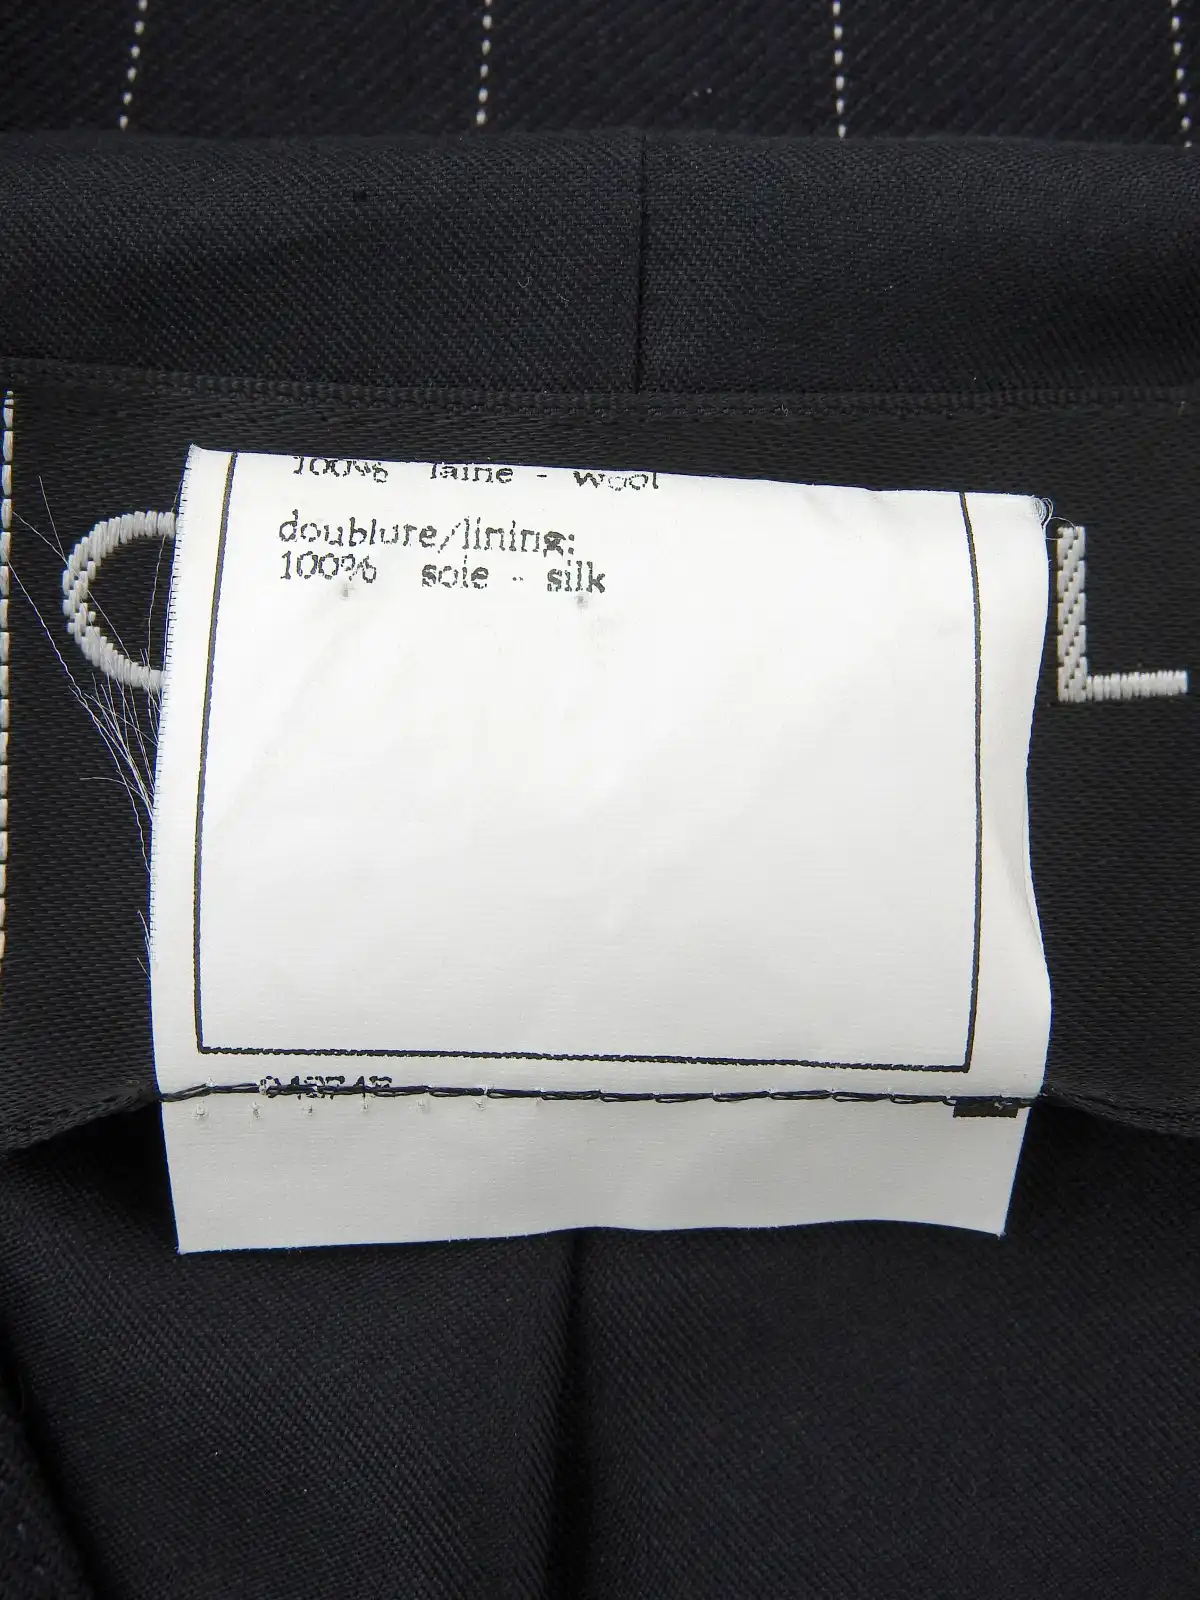 100% laine - wool
doublure/lining:
100% soie - silk
C L